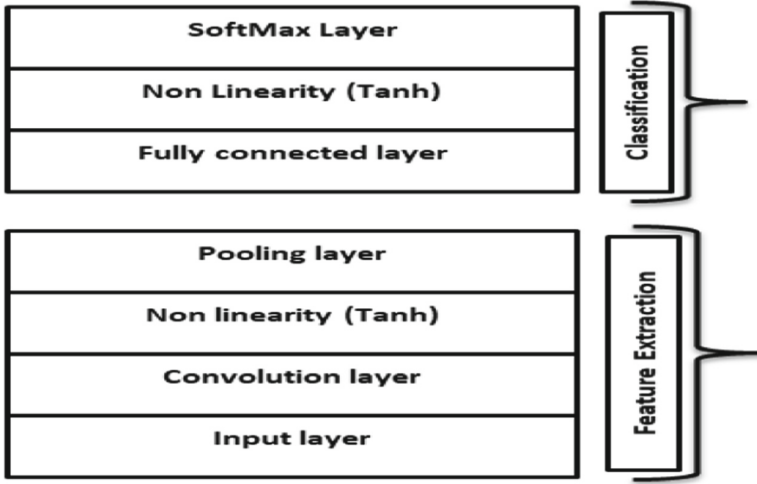 SoftMax Layer
Non Linearity (Tanh)
Fully connected layer
Classification
Pooling layer
Non linearity (Tanh)
Convolution layer
Input layer
Feature Extraction